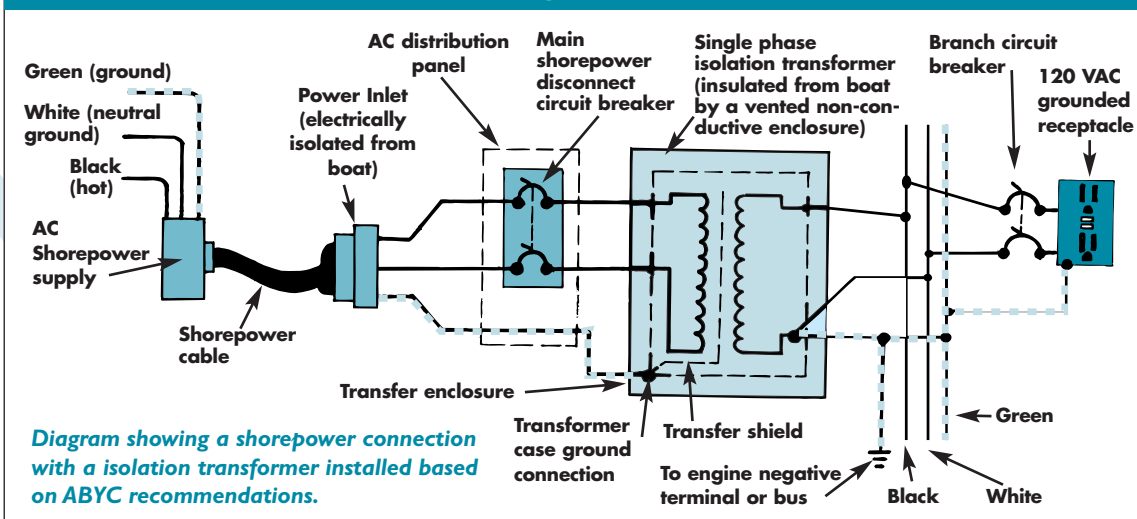 Green (ground)
White (neutral
ground)
Black
(hot)
AC
Shorepower
supply
Shorepower
cable
Power Inlet
(electrically
isolated from
boat)
AC distribution
panel
Main
shorepower
disconnect
circuit breaker
Single phase
isolation transformer
(insulated from boat
by a vented non-con-
ductive enclosure)
Branch circuit
breaker
120 VAC
grounded
receptacle
Transfer enclosure
Transformer
case ground
connection
Transfer shield
To engine negative
terminal or bus
Black
White
Green
Diagram showing a shorepower connection
with a isolation transformer installed based
on ABYC recommendations.